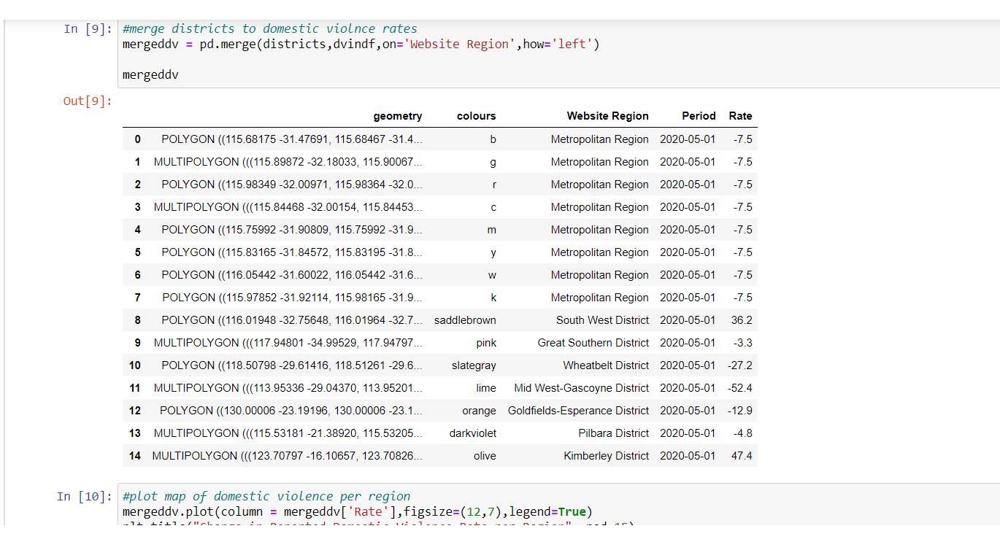 In [9]: #merge districts to domestic violnce rates
mergeddv = pd.merge(districts,dvindf,on='Website Region',how='left')
mergeddv
Out[9]:
geometry colours Website Region Period Rate
0 POLYGON ((115.68175 -31.47691, 115.68467 -31.4... b Metropolitan Region 2020-05-01 -7.5
1 MULTIPOLYGON (((115.89872 -32.18033, 115.90067... g Metropolitan Region 2020-05-01 -7.5
2 POLYGON ((115.98349 -32.00971, 115.98364 -32.0... r Metropolitan Region 2020-05-01 -7.5
3 MULTIPOLYGON (((115.84468 -32.00154, 115.84453... c Metropolitan Region 2020-05-01 -7.5
4 POLYGON ((115.75992 -31.90809, 115.75992 -31.9... m Metropolitan Region 2020-05-01 -7.5
5 POLYGON ((115.83165 -31.84572, 115.83195 -31.8... y Metropolitan Region 2020-05-01 -7.5
6 POLYGON ((116.05442 -31.60022, 116.05442 -31.6... w Metropolitan Region 2020-05-01 -7.5
7 POLYGON ((115.97852 -31.92114, 115.98165 -31.9... k Metropolitan Region 2020-05-01 -7.5
8 POLYGON ((116.01948 -32.75648, 116.01964 -32.7... saddlebrown South West District 2020-05-01 36.2
9 MULTIPOLYGON (((117.94801 -34.99529, 117.94797... pink Great Southern District 2020-05-01 -3.3
10 POLYGON ((118.50798 -29.61416, 118.51261 -29.6... slategray Wheatbelt District 2020-05-01 -27.2
11 MULTIPOLYGON (((113.95336 -29.04370, 113.95201... lime Mid West-Gascoyne District 2020-05-01 -52.4
12 POLYGON ((130.00006 -23.19196, 130.00006 -23.1... orange Goldfields-Esperance District 2020-05-01 -12.9
13 MULTIPOLYGON (((115.53181 -21.38920, 115.53205... darkviolet Pilbara District 2020-05-01 -4.8
14 MULTIPOLYGON (((123.70797 -16.10657, 123.70826... olive Kimberley District 2020-05-01 47.4
In [10]: #plot map of domestic violence per region
mergeddv.plot(column = mergeddv['Rate'],figsize=(12,7),legend=True)
plt.title("Change in Reported Domestic Violence Rate per Region", pad=15)